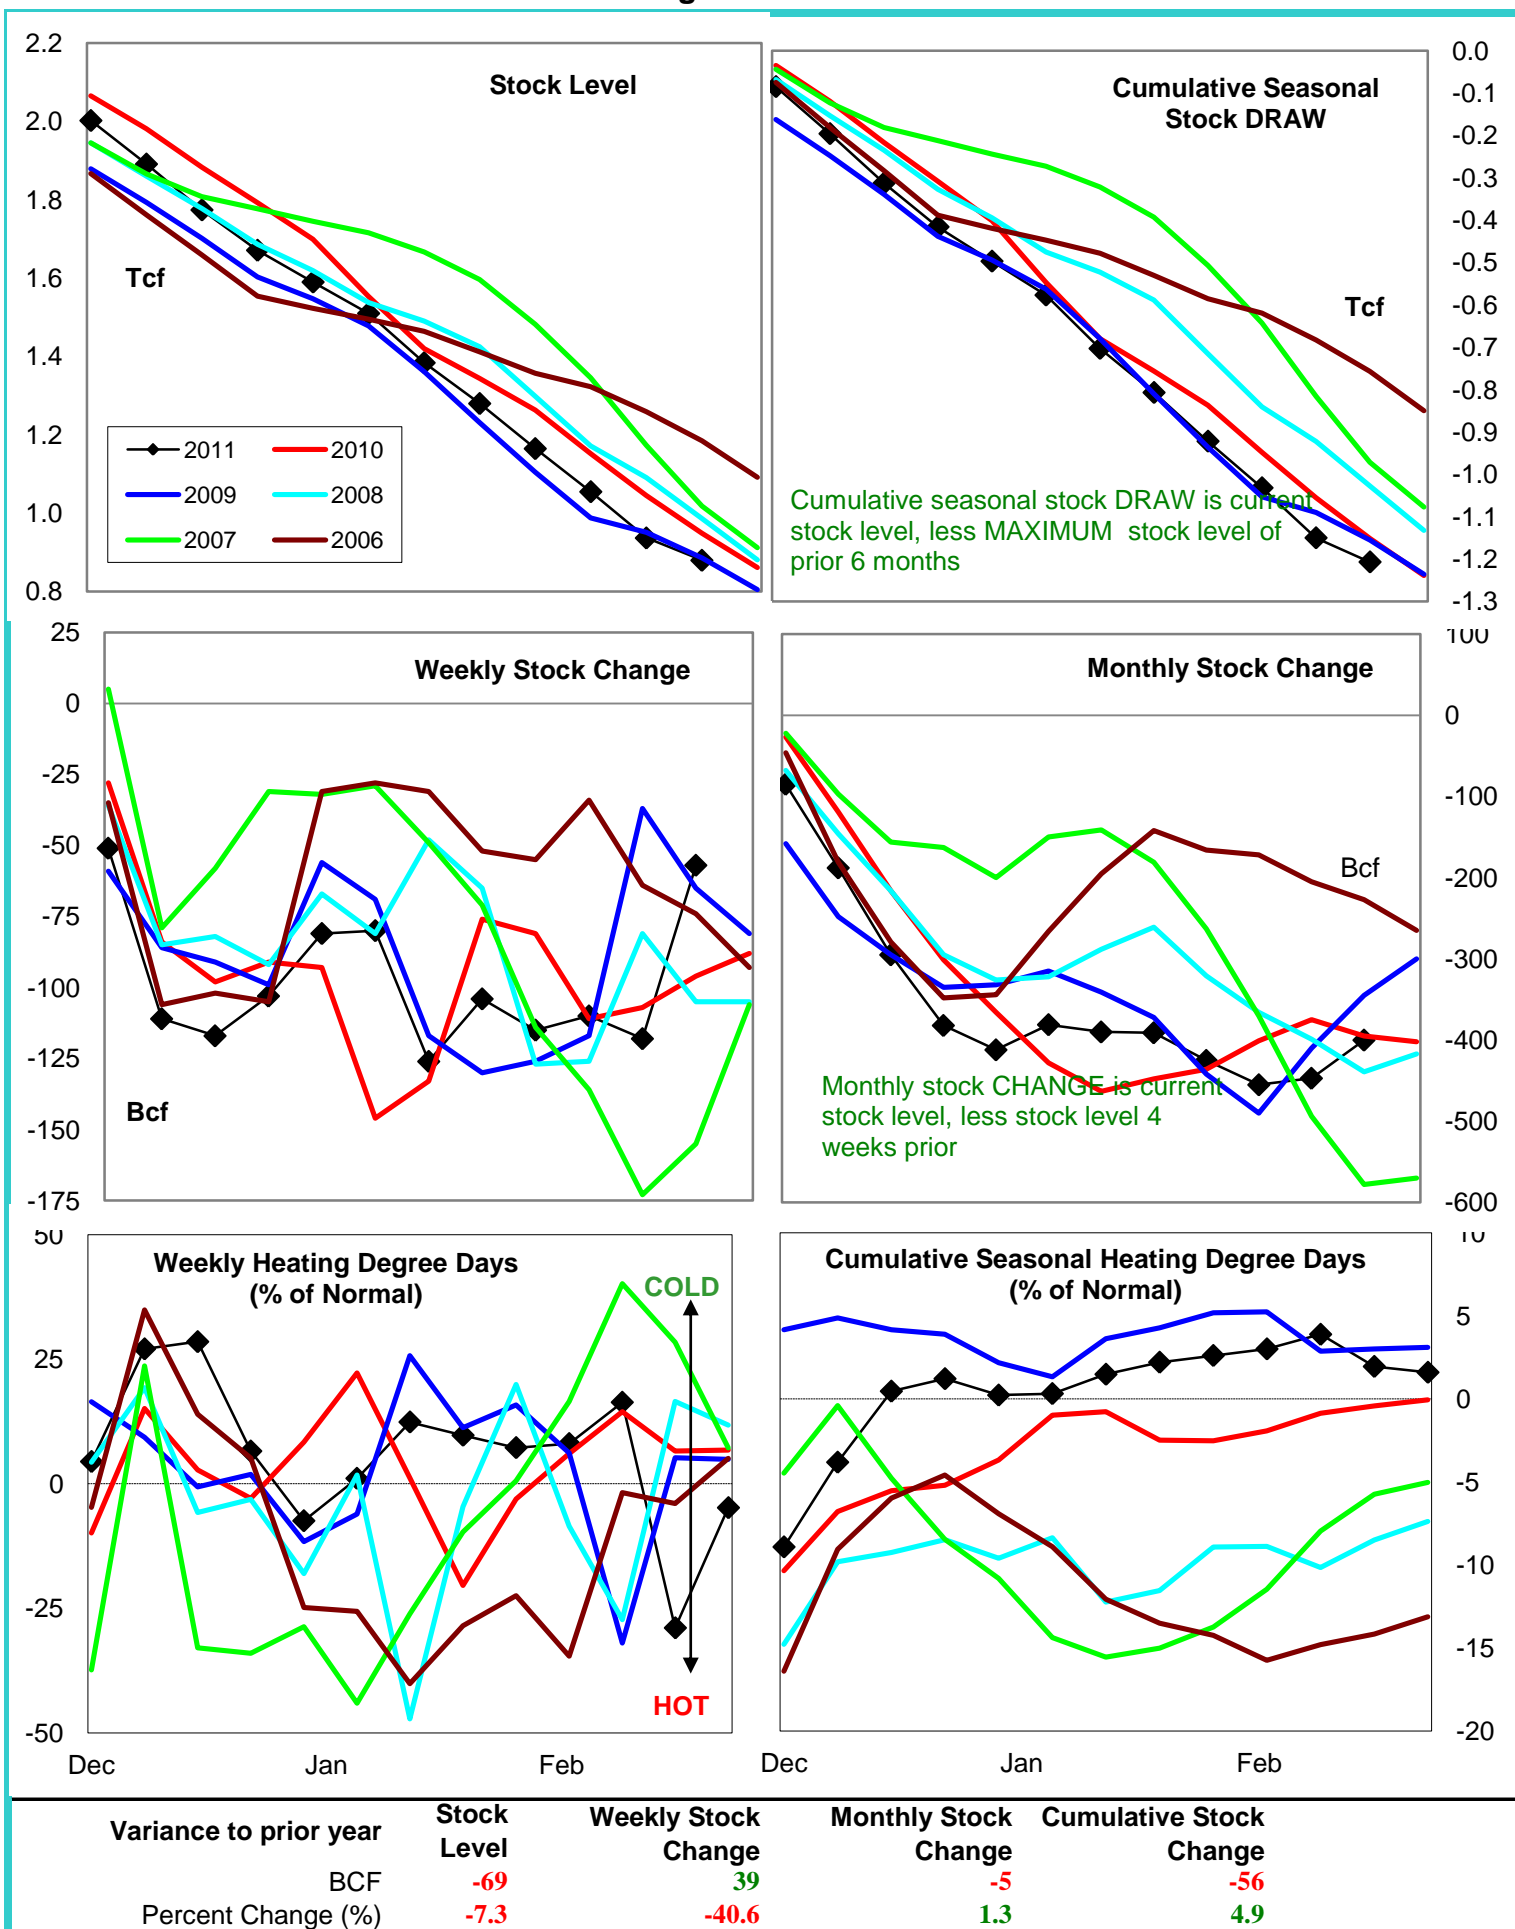 2.2
2.0
1.8
1.6
1.4
1.2
1.0
0.8
Stock Level
Tcf
2011
2010
2009
2008
2007
2006
Cumulative Seasonal
Stock DRAW
Tcf
Cumulative seasonal stock DRAW is current
stock level, less MAXIMUM stock level of
prior 6 months
0.0
-0.1
-0.2
-0.3
-0.4
-0.5
-0.6
-0.7
-0.8
-0.9
-1.0
-1.1
-1.2
-1.3
25
0
-25
-50
-75
-100
-125
-150
-175
Weekly Stock Change
Bcf
Monthly Stock Change
Bcf
Monthly stock CHANGE is current
stock level, less stock level 4
weeks prior
100
0
-100
-200
-300
-400
-500
-600
50
25
0
-25
-50
Weekly Heating Degree Days
(% of Normal)
COLD
HOT
Dec
Jan
Feb
Cumulative Seasonal Heating Degree Days
(% of Normal)
10
5
0
-5
-10
-15
-20
Dec
Jan
Feb
Variance to prior year
Stock
Level
Weekly Stock
Change
Monthly Stock
Change
Cumulative Stock
Change
BCF -69 39 -5 -56
Percent Change (%) -7.3 -40.6 1.3 4.9